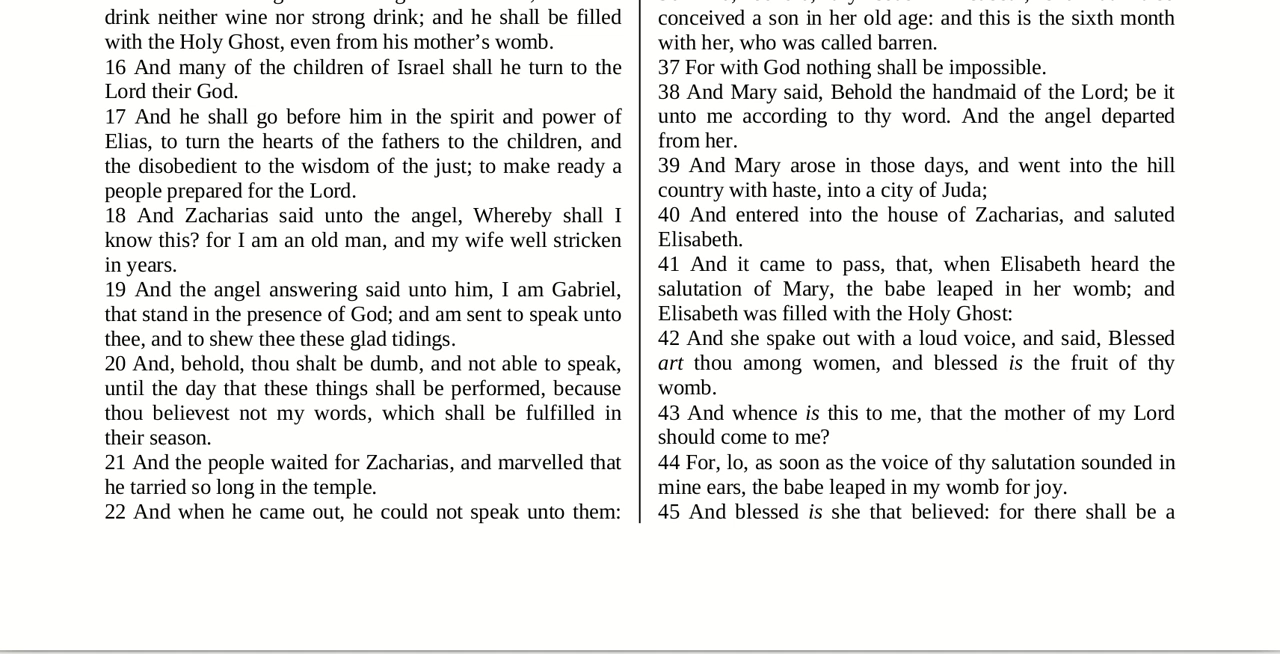 drink neither wine nor strong drink; and he shall be filled
with the Holy Ghost, even from his mother’s womb.
16 And many of the children of Israel shall he turn to the
Lord their God.
17 And he shall go before him in the spirit and power of
Elias, to turn the hearts of the fathers to the children, and
the disobedient to the wisdom of the just; to make ready a
people prepared for the Lord.
18 And Zacharias said unto the angel, Whereby shall I
know this? for I am an old man, and my wife well stricken
in years.
19 And the angel answering said unto him, I am Gabriel,
that stand in the presence of God; and am sent to speak unto
thee, and to shew thee these glad tidings.
20 And, behold, thou shalt be dumb, and not able to speak,
until the day that these things shall be performed, because
thou believest not my words, which shall be fulfilled in
their season.
21 And the people waited for Zacharias, and marvelled that
he tarried so long in the temple.
22 And when he came out, he could not speak unto them:
conceived a son in her old age: and this is the sixth month
with her, who was called barren.
37 For with God nothing shall be impossible.
38 And Mary said, Behold the handmaid of the Lord; be it
unto me according to thy word. And the angel departed
from her.
39 And Mary arose in those days, and went into the hill
country with haste, into a city of Juda;
40 And entered into the house of Zacharias, and saluted
Elisabeth.
41 And it came to pass, that, when Elisabeth heard the
salutation of Mary, the babe leaped in her womb; and
Elisabeth was filled with the Holy Ghost:
42 And she spake out with a loud voice, and said, Blessed
art thou among women, and blessed is the fruit of thy
womb.
43 And whence is this to me, that the mother of my Lord
should come to me?
44 For, lo, as soon as the voice of thy salutation sounded in
mine ears, the babe leaped in my womb for joy.
45 And blessed is she that believed: for there shall be a